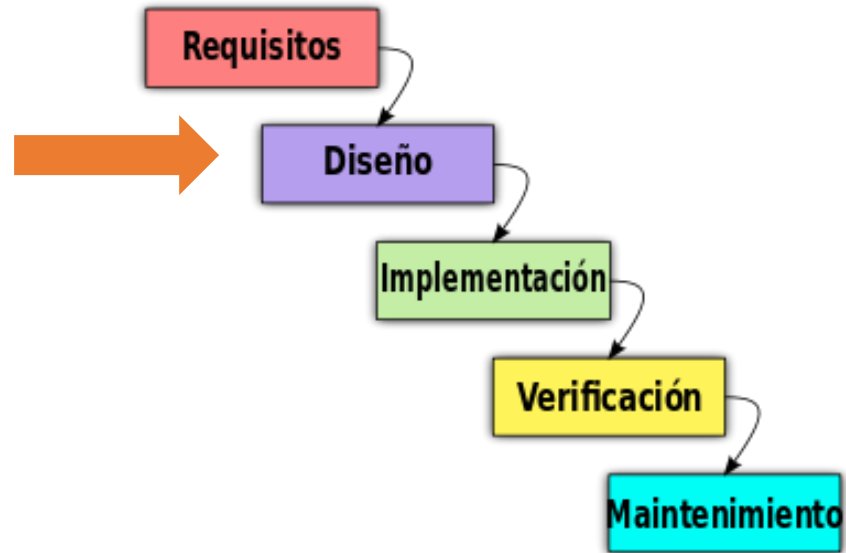 Requisitos
Diseño
Implementación
Verificación
Maintenimiento